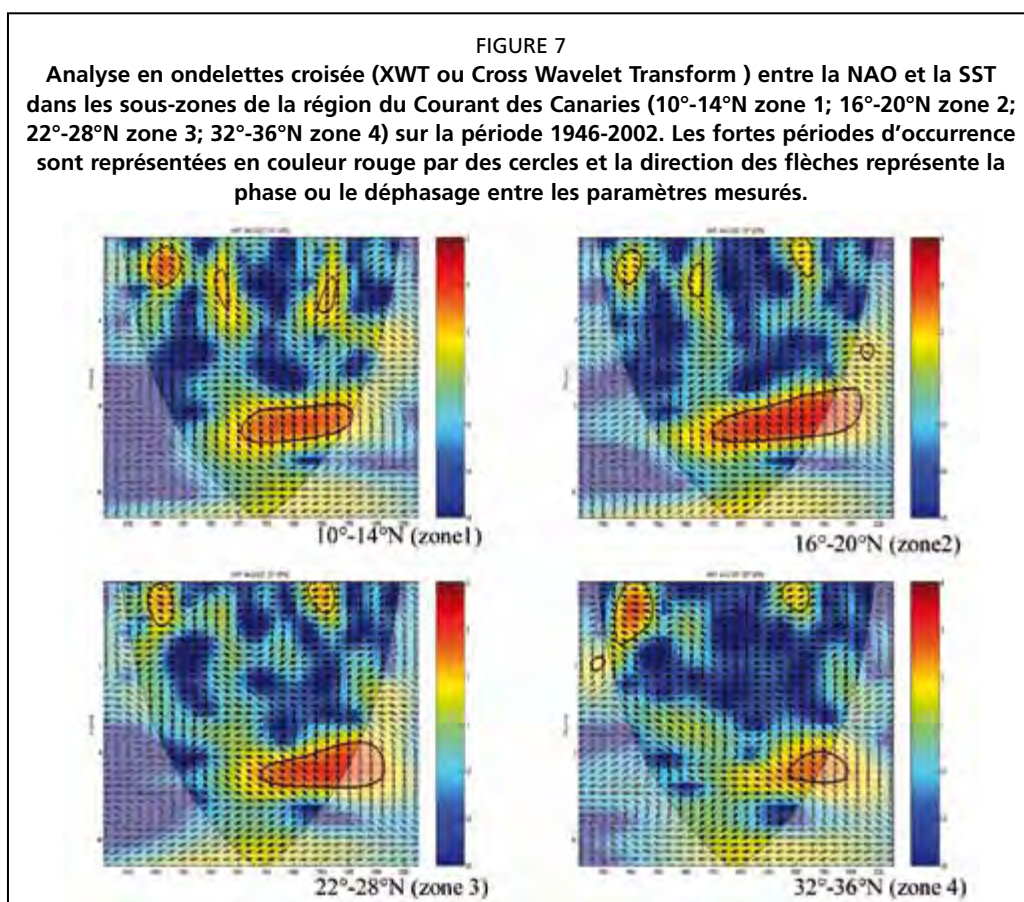 FIGURE 7
Analyse en ondelettes croisée (XWT ou Cross Wavelet Transform ) entre la NAO et la SST
dans les sous-zones de la région du Courant des Canaries (10°-14°N zone 1; 16°-20°N zone 2;
22°-28°N zone 3; 32°-36°N zone 4) sur la période 1946-2002. Les fortes périodes d’occurrence
sont représentées en couleur rouge par des cercles et la direction des flèches représente la
phase ou le déphasage entre les paramètres mesurés.
10°-14°N (zone1)
16°-20°N (zone2)
22°-28°N (zone 3)
32°-36°N (zone 4)